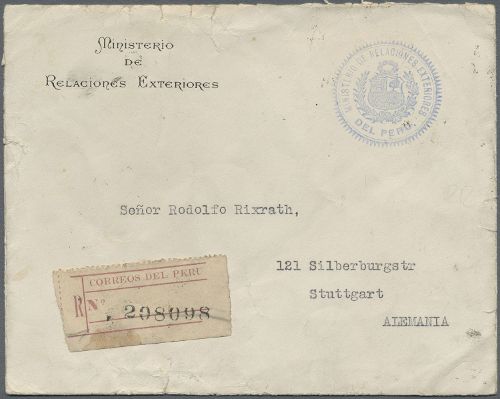 Ministerio
de
Relaciones Exteriores
MINISTERIO DE RELACIONES EXTERIORES
DEL PERÚ.
Señor Rodolfo Rixrath,
121 Silberburgstr
Stuttgart
ALEMANIA
CORREOS DEL PERU
R Nº 208098